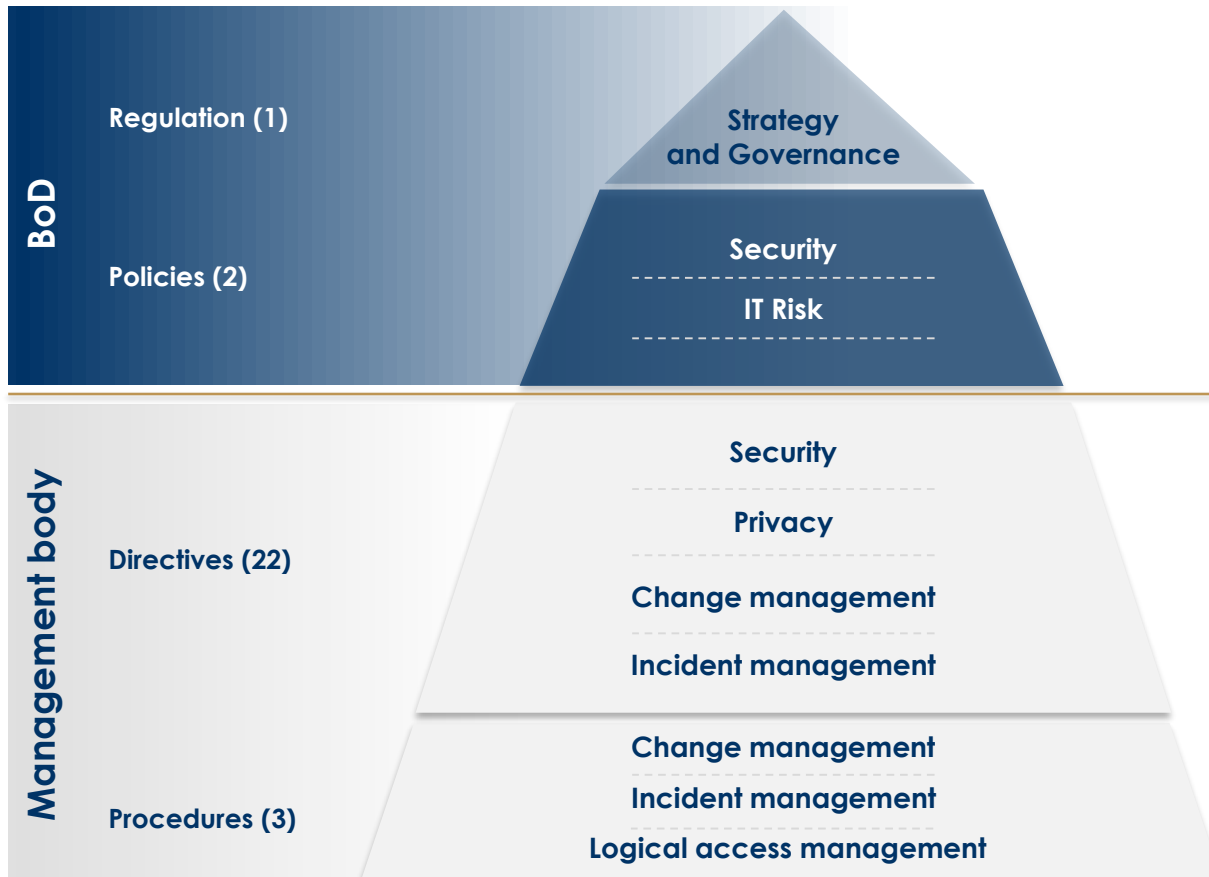 BoD
Regulation (1)
Strategy
and Governance
Policies (2)
Security
IT Risk
Management body
Directives (22)
Security
Privacy
Change management
Incident management
Procedures (3)
Change management
Incident management
Logical access management